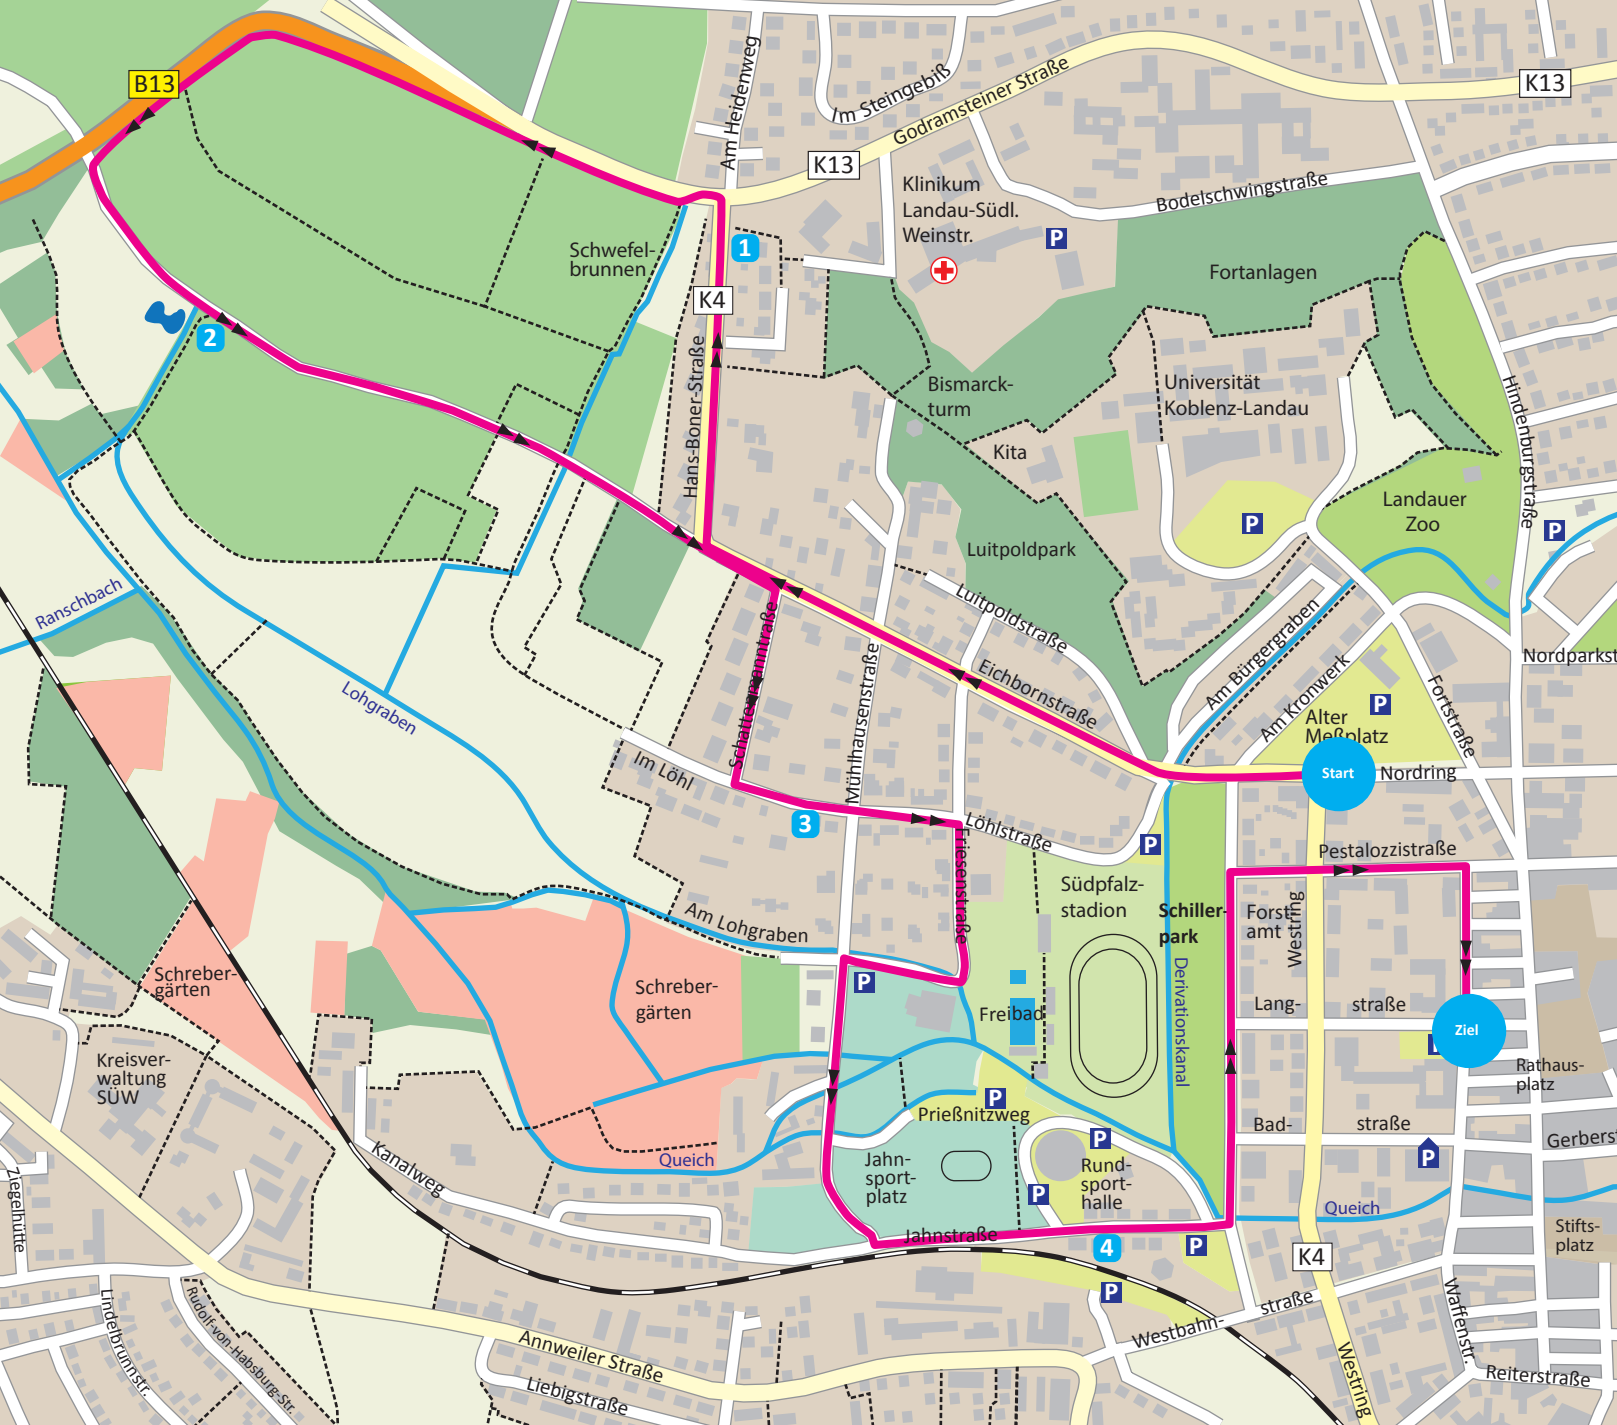 B13
Am Heidenweg
Im Steingebiß
Godramsteiner Straße
K13
K13
Klinikum
Landau-Südl.
Weinstr.
P
Bodelschwingstraße
Schwefel-
brunnen
1
Fortanlagen
K4
2
Hans-Boner-Straße
Bismarck-
turm
Universität
Koblenz-Landau
Hindenburgstraße
Kita
Landauer
Zoo
P
P
Luitpoldpark
Ranschbach
Luitpoldstraße
Schattenmannstraße
Am Bürgergraben
Nordparkst
Mühlhausenstraße
Eichbornstraße
Am Kronwerk
Fortstraße
P
Lohgraben
Alter
Meßplatz
Im Löhl
Start
Nordring
3
Löhlstraße
P
Pestalozzistraße
Friesenstraße
Südpfalz-
stadion
Schiller-
park
Forst-
amt
Westring
Am Lohgraben
Schreber-
gärten
Schreber-
gärten
P
Freibad
Derivationskanal
Lang-
straße
Ziel
Kreisver-
waltung
SÜW
Rathaus-
platz
P
Prießnitzweg
Bad-
straße
Gerberst
P
P
Queich
Kanalweg
Jahn-
sport-
platz
Rund-
sport-
halle
P
Ziegelhütte
Queich
Jahnstraße
4
P
Stifts-
platz
K4
P
Westbahn-
straße
Waffenstr.
Lindelbrunnstr.
Rudolf-von-Habsburg-Str.
Annweiler Straße
Liebigstraße
Westring
Reiterstraße